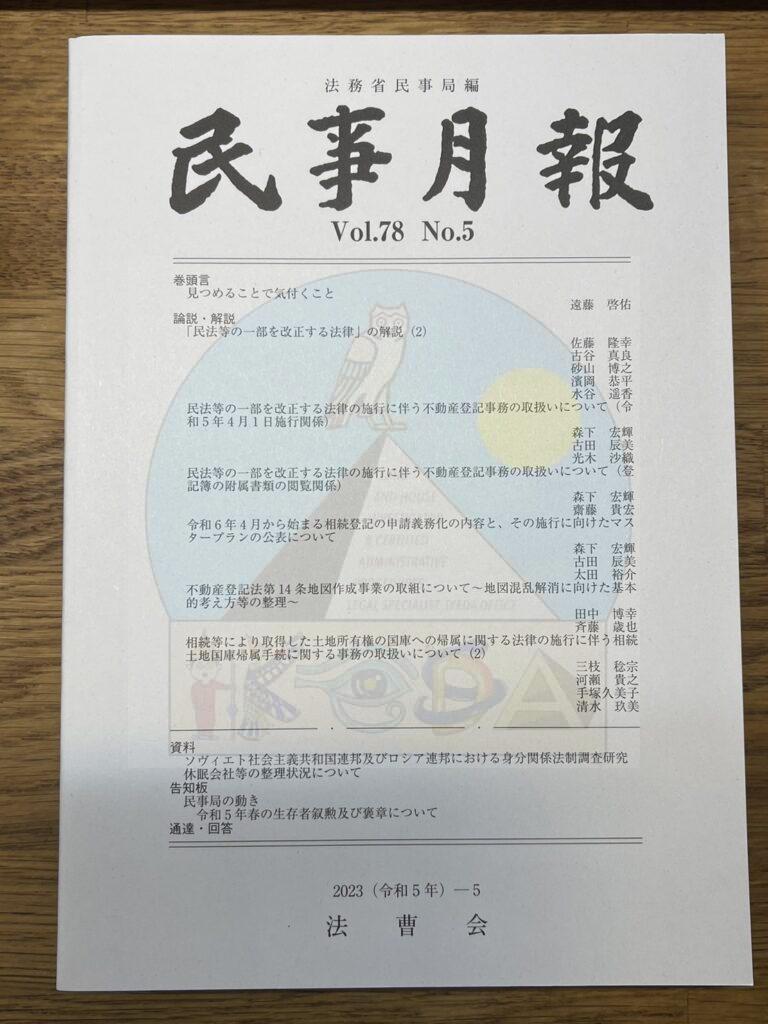 法務省民事局編
民事月報
Vol.78 No.5
巻頭言
見つめることで気付くこと
遠藤 啓佑
論説・解説
「民法等の一部を改正する法律」の解説（2）
佐藤 隆幸
古谷 真良
砂山 博之
濱岡 恭平
水谷 遥香
民法等の一部を改正する法律の施行に伴う不動産登記事務の取扱いについて（令
和５年４月１日施行関係）
森下 宏輝
古田 辰美
光木 沙織
民法等の一部を改正する法律の施行に伴う不動産登記事務の取扱いについて（登
記簿の附属書類の閲覧関係）
森下 宏輝
齋藤 貴宏
令和６年４月から始まる相続登記の申請義務化の内容と、その施行に向けたマス
タープランの公表について
森下 宏輝
古田 辰美
太田 裕介
不動産登記法第 14 条地図作成事業の取組について～地図混乱解消に向けた基本
的考え方等の整理～
田中 博幸
斉藤 歳也
相続等により取得した土地所有権の国庫への帰属に関する法律の施行に伴う相続
土地国庫帰属手続に関する事務の取扱いについて（2）
三枝 稔宗
河瀬 貴之
手塚久美子
清水 玖美
AND HOUSE
& CERTIFIED
ADMINISTRATIVE
LEGAL SPECIALIST IKEDA OFFICE
IKEDA
資料
ソヴィエト社会主義共和国連邦及びロシア連邦における身分関係法制調査研究
休眠会社等の整理状況について
告知板
民事局の動き
令和５年春の生存者叙勲及び褒章について
通達・回答
2023（令和５年）―５
法曹会